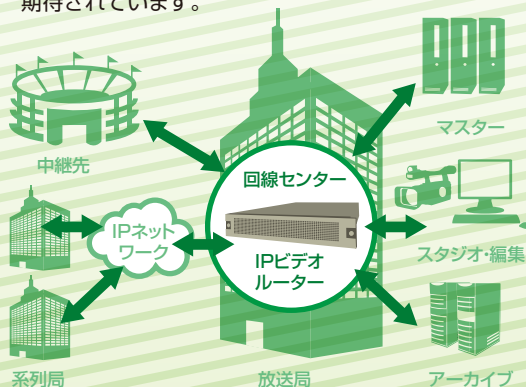 期待されています。
中継先
マスター
回線センター
IPネット
ワーク
IPビデオ
ルーター
スタジオ・編集
系列局
放送局
アーカイブ